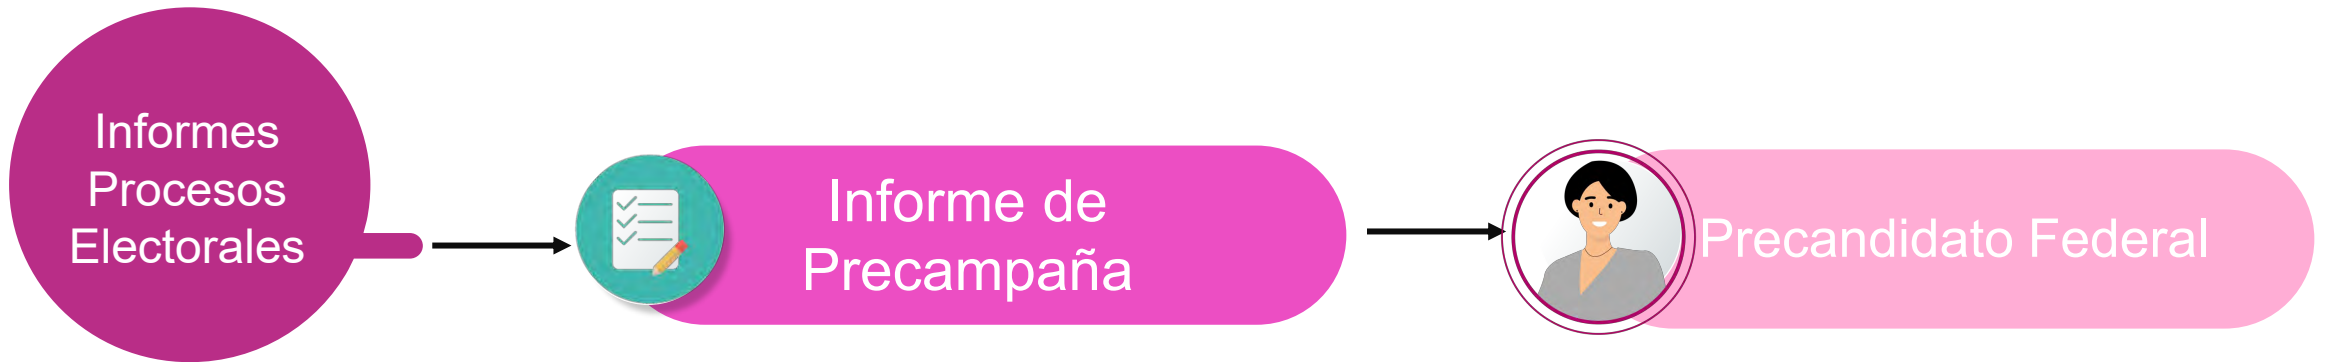 Informes
Procesos
Electorales
Informe de
Precampaña
Precandidato Federal